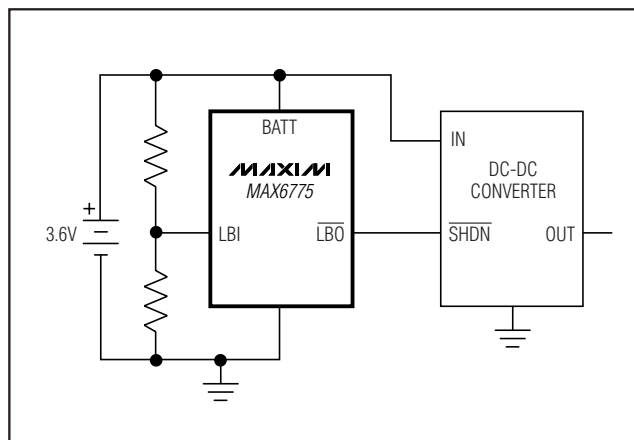 BATT
IN
MAXIM
MAX6775
DC-DC
CONVERTER
+
3.6V
LBI
LBO
SHDN
OUT